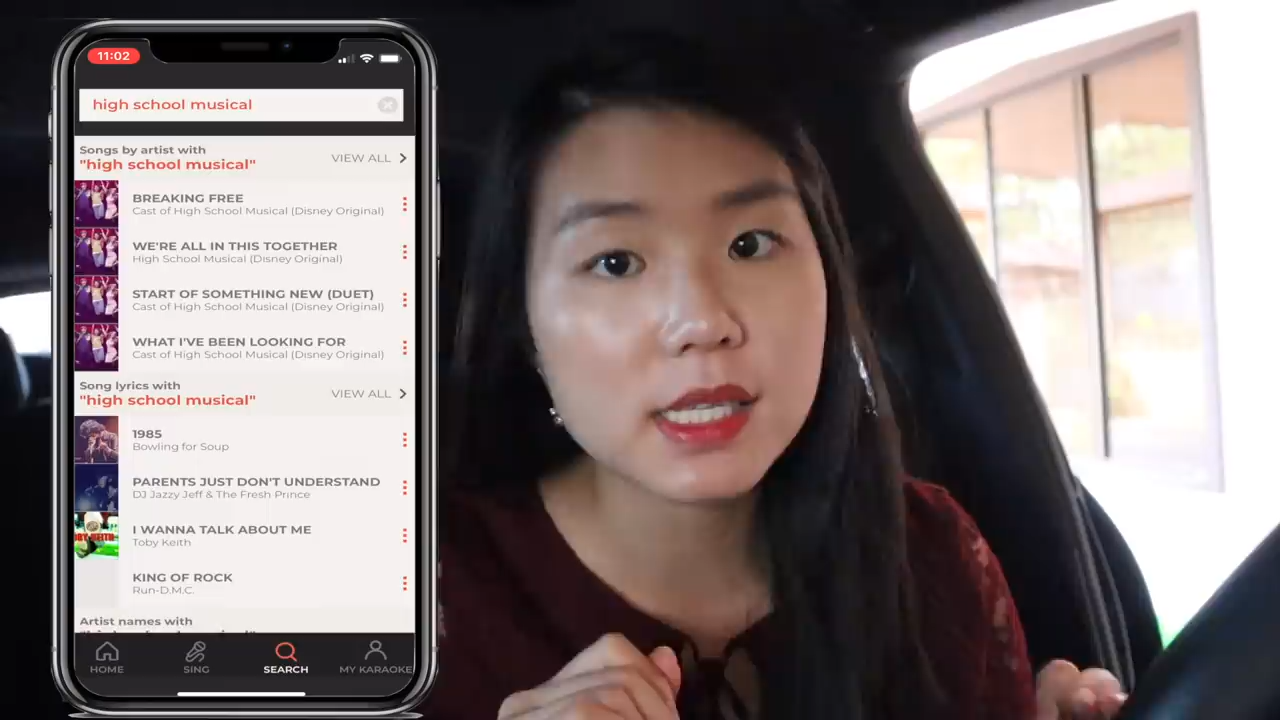 11:02
high school musical
Songs by artist with
"high school musical"
VIEW ALL
BREAKING FREE
Cast of High School Musical (Disney Original)
WE'RE ALL IN THIS TOGETHER
High School Musical (Disney Original)
START OF SOMETHING NEW (DUET)
Cast of High School Musical (Disney Original)
WHAT I'VE BEEN LOOKING FOR
Cast of High School Musical (Disney Original)
Song lyrics with
"high school musical"
VIEW ALL
1985
Bowling for Soup
PARENTS JUST DON'T UNDERSTAND
DJ Jazzy Jeff & The Fresh Prince
I WANNA TALK ABOUT ME
Toby Keith
KING OF ROCK
Run-D.M.C.
Artist names with
HOME
SING
SEARCH
MY KARAOKE